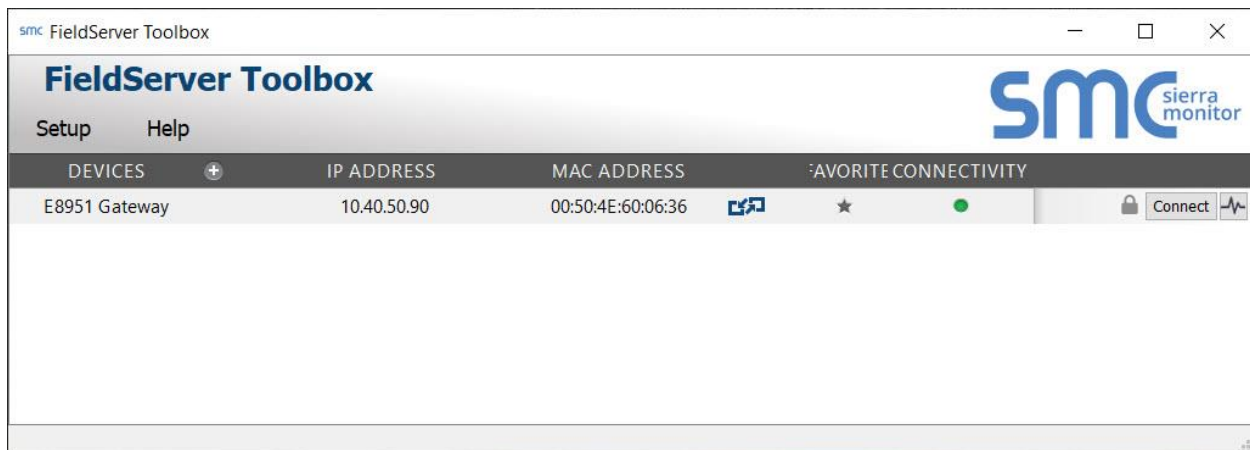 smc FieldServer Toolbox
FieldServer Toolbox
smc sierra monitor
Setup Help
DEVICES IP ADDRESS MAC ADDRESS FAVORITE CONNECTIVITY
E8951 Gateway 10.40.50.90 00:50:4E:60:06:36 Connect